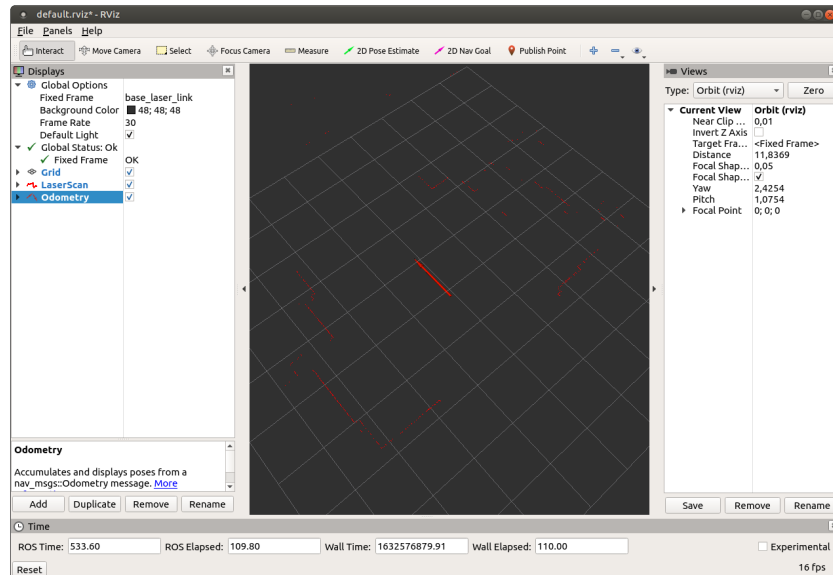 default.rviz* - RViz
File Panels Help
Interact Move Camera Select Focus Camera Measure 2D Pose Estimate 2D Nav Goal Publish Point
Displays
Global Options
Fixed Frame base_laser_link
Background Color 48; 48; 48
Frame Rate 30
Default Light
Global Status: Ok
Fixed Frame OK
Grid
LaserScan
Odometry
Odometry
Accumulates and displays poses from a
nav_msgs::Odometry message. More
Add Duplicate Remove Rename
Views
Type: Orbit (rviz) Zero
Current View Orbit (rviz)
Near Clip ... 0,01
Invert Z Axis
Target Fra... <Fixed Frame>
Distance 11,8369
Focal Shap... 0,05
Focal Shap...
Yaw 2,4254
Pitch 1,0754
Focal Point 0; 0; 0
Save Remove Rename
Time
ROS Time: 533.60 ROS Elapsed: 109.80 Wall Time: 1632576879.91 Wall Elapsed: 110.00 Experimental
Reset 16 fps